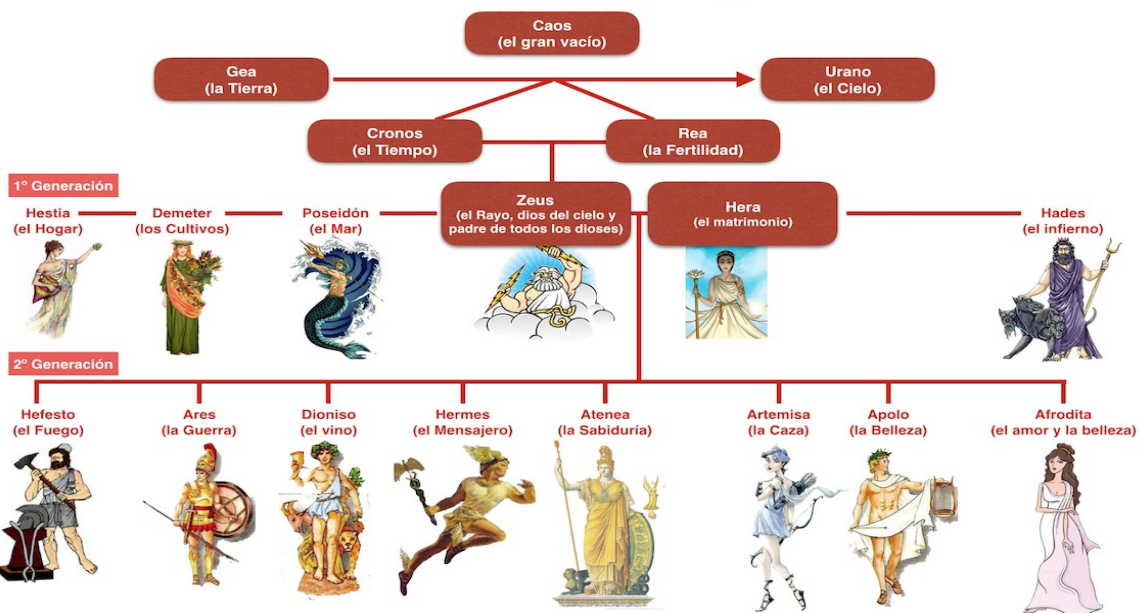 Caos
(el gran vacío)
Gea
(la Tierra)
Urano
(el Cielo)
Cronos
(el Tiempo)
Rea
(la Fertilidad)
1º Generación
Hestia
(el Hogar)
Demeter
(los Cultivos)
Poseidón
(el Mar)
Zeus
(el Rayo, dios del cielo y
padre de todos los dioses)
Hera
(el matrimonio)
Hades
(el infierno)
2º Generación
Hefesto
(el Fuego)
Ares
(la Guerra)
Dioniso
(el vino)
Hermes
(el Mensajero)
Atenea
(la Sabiduría)
Artemisa
(la Caza)
Apolo
(la Belleza)
Afrodita
(el amor y la belleza)